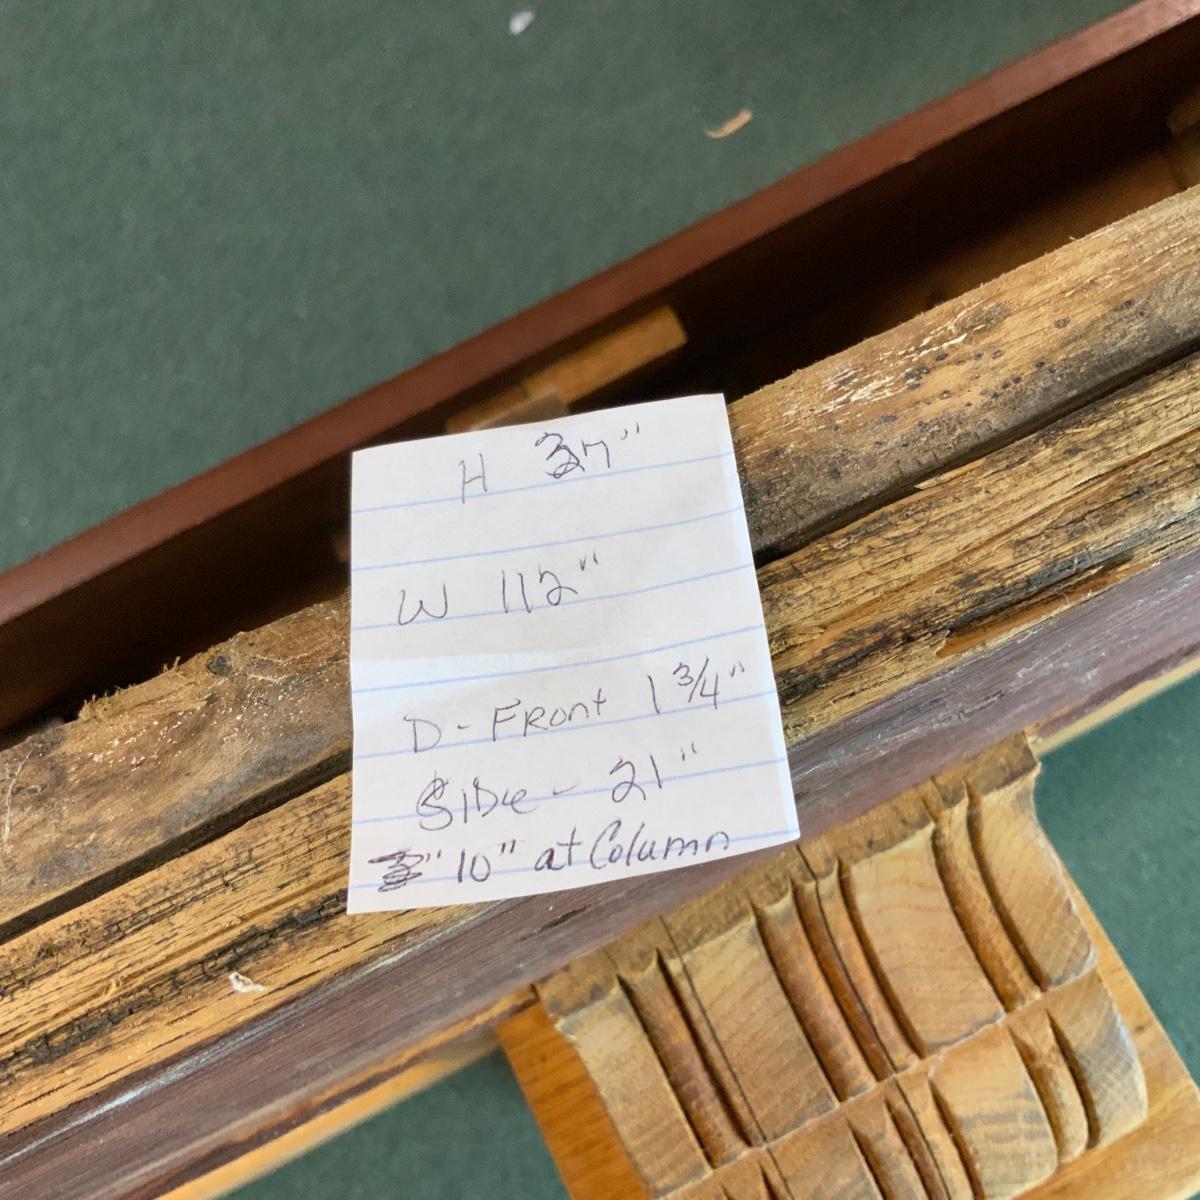 H 37"
W 112"
D - FRont 1 3/4"
SIDe - 21"
10" at Column